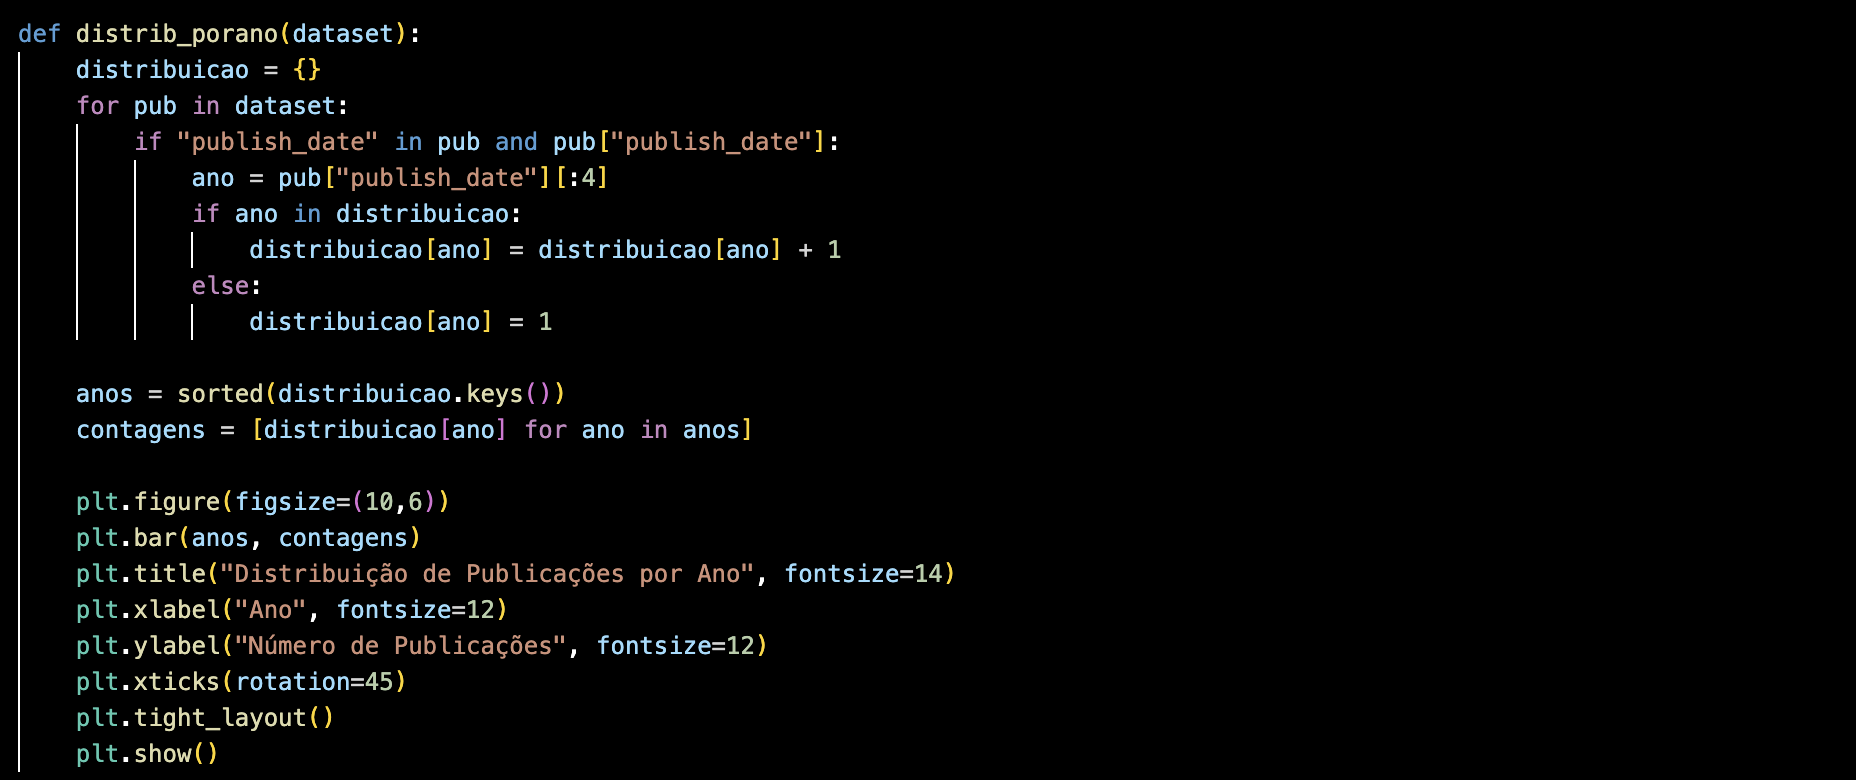 def distrib_porano(dataset):
    distribuicao = {}
    for pub in dataset:
        if "publish_date" in pub and pub["publish_date"]:
            ano = pub["publish_date"][:4]
            if ano in distribuicao:
                distribuicao[ano] = distribuicao[ano] + 1
            else:
                distribuicao[ano] = 1

    anos = sorted(distribuicao.keys())
    contagens = [distribuicao[ano] for ano in anos]

    plt.figure(figsize=(10,6))
    plt.bar(anos, contagens)
    plt.title("Distribuição de Publicações por Ano", fontsize=14)
    plt.xlabel("Ano", fontsize=12)
    plt.ylabel("Número de Publicações", fontsize=12)
    plt.xticks(rotation=45)
    plt.tight_layout()
    plt.show()